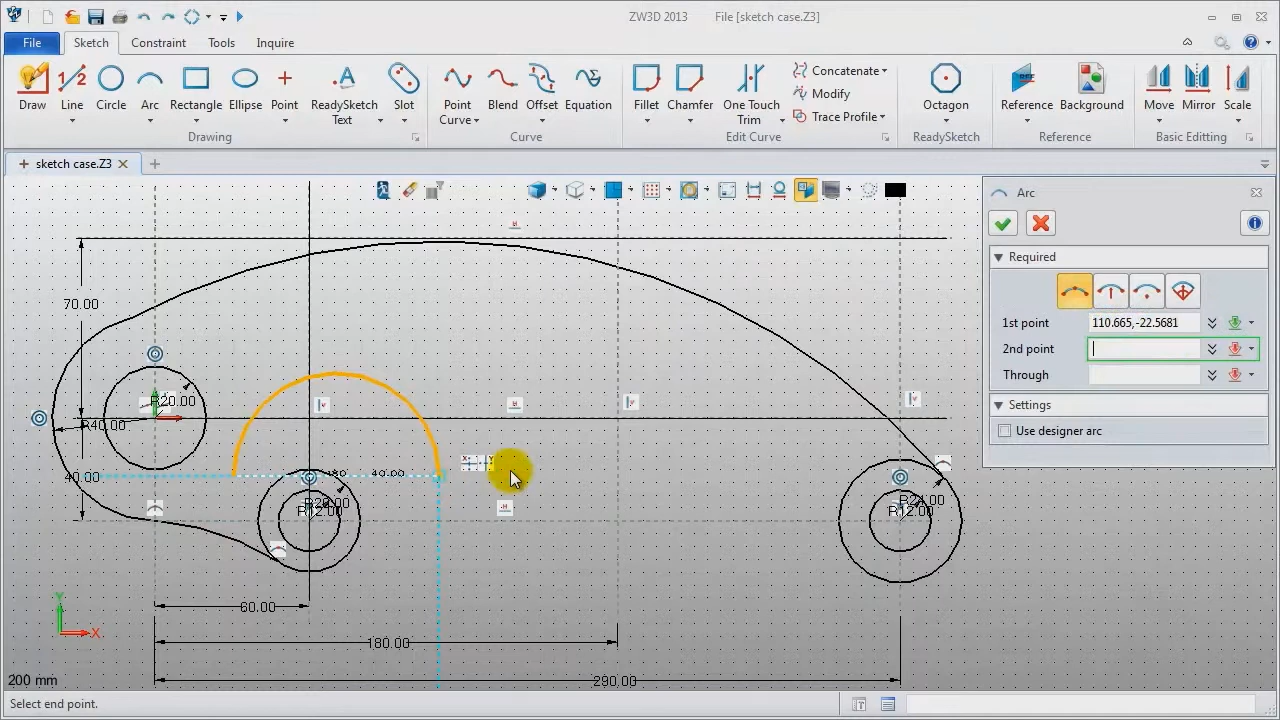 ZW3D 2013 File [sketch case.Z3]
File Sketch Constraint Tools Inquire
Draw Line Circle Arc Rectangle Ellipse Point ReadySketch Text Slot
Drawing
Point Curve Blend Offset Equation
Curve
Fillet Chamfer One Touch Trim Concatenate Modify Trace Profile
Edit Curve
Octagon
ReadySketch
Reference Background
Reference
Move Mirror Scale
Basic Editing
sketch case.Z3
Arc
Required
1st point 110.665,-22.5681
2nd point
Through
Settings
Use designer arc
70.00
R20.00
R40.00
40.00
40.00
R20.00
R12.00
R24.00
R12.00
60.00
180.00
290.00
Y
X
200 mm
Select end point.